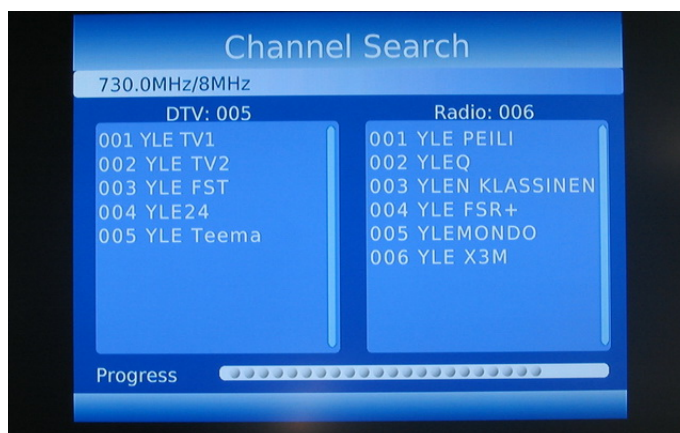 Channel Search
730.0MHz/8MHz
DTV: 005
001 YLE TV1
002 YLE TV2
003 YLE FST
004 YLE24
005 YLE Teema
Radio: 006
001 YLE PEILI
002 YLEQ
003 YLEN KLASSINEN
004 YLE FSR+
005 YLEMONDO
006 YLE X3M
Progress